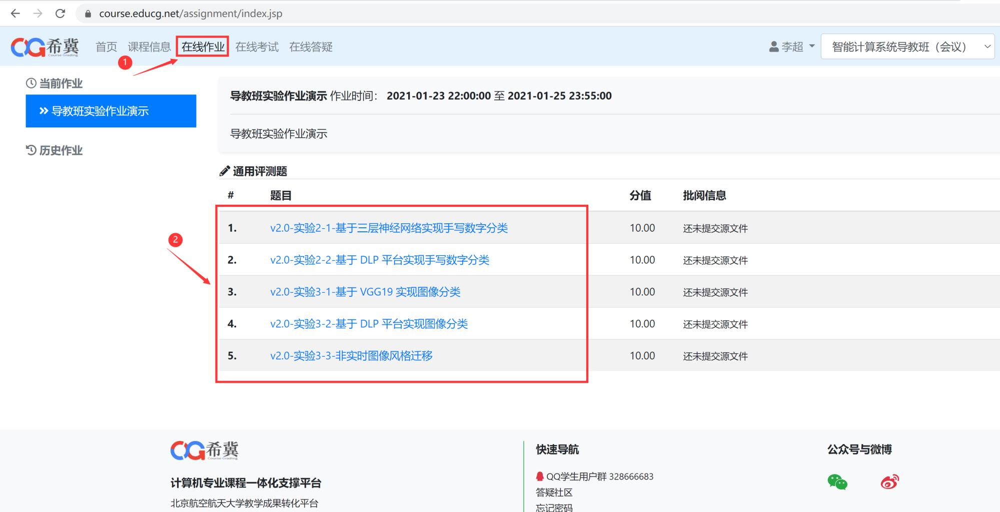 course.educg.net/assignment/index.jsp
CG希冀 Course Grading 首页 课程信息 在线作业 在线考试 在线答疑 李超 智能计算系统导教班（会议）
1
当前作业
导教班实验作业演示
历史作业
导教班实验作业演示 作业时间： 2021-01-23 22:00:00 至 2021-01-25 23:55:00
导教班实验作业演示
通用评测题
# 题目 分值 批阅信息
1. v2.0-实验2-1-基于三层神经网络实现手写数字分类 10.00 还未提交源文件
2
2. v2.0-实验2-2-基于 DLP 平台实现手写数字分类 10.00 还未提交源文件
3. v2.0-实验3-1-基于 VGG19 实现图像分类 10.00 还未提交源文件
4. v2.0-实验3-2-基于 DLP 平台实现图像分类 10.00 还未提交源文件
5. v2.0-实验3-3-非实时图像风格迁移 10.00 还未提交源文件
CG希冀 Course Grading
计算机专业课程一体化支撑平台
北京航空航天大学教学成果转化平台
快速导航
QQ学生用户群 328666683
答疑社区
忘记密码
公众号与微博